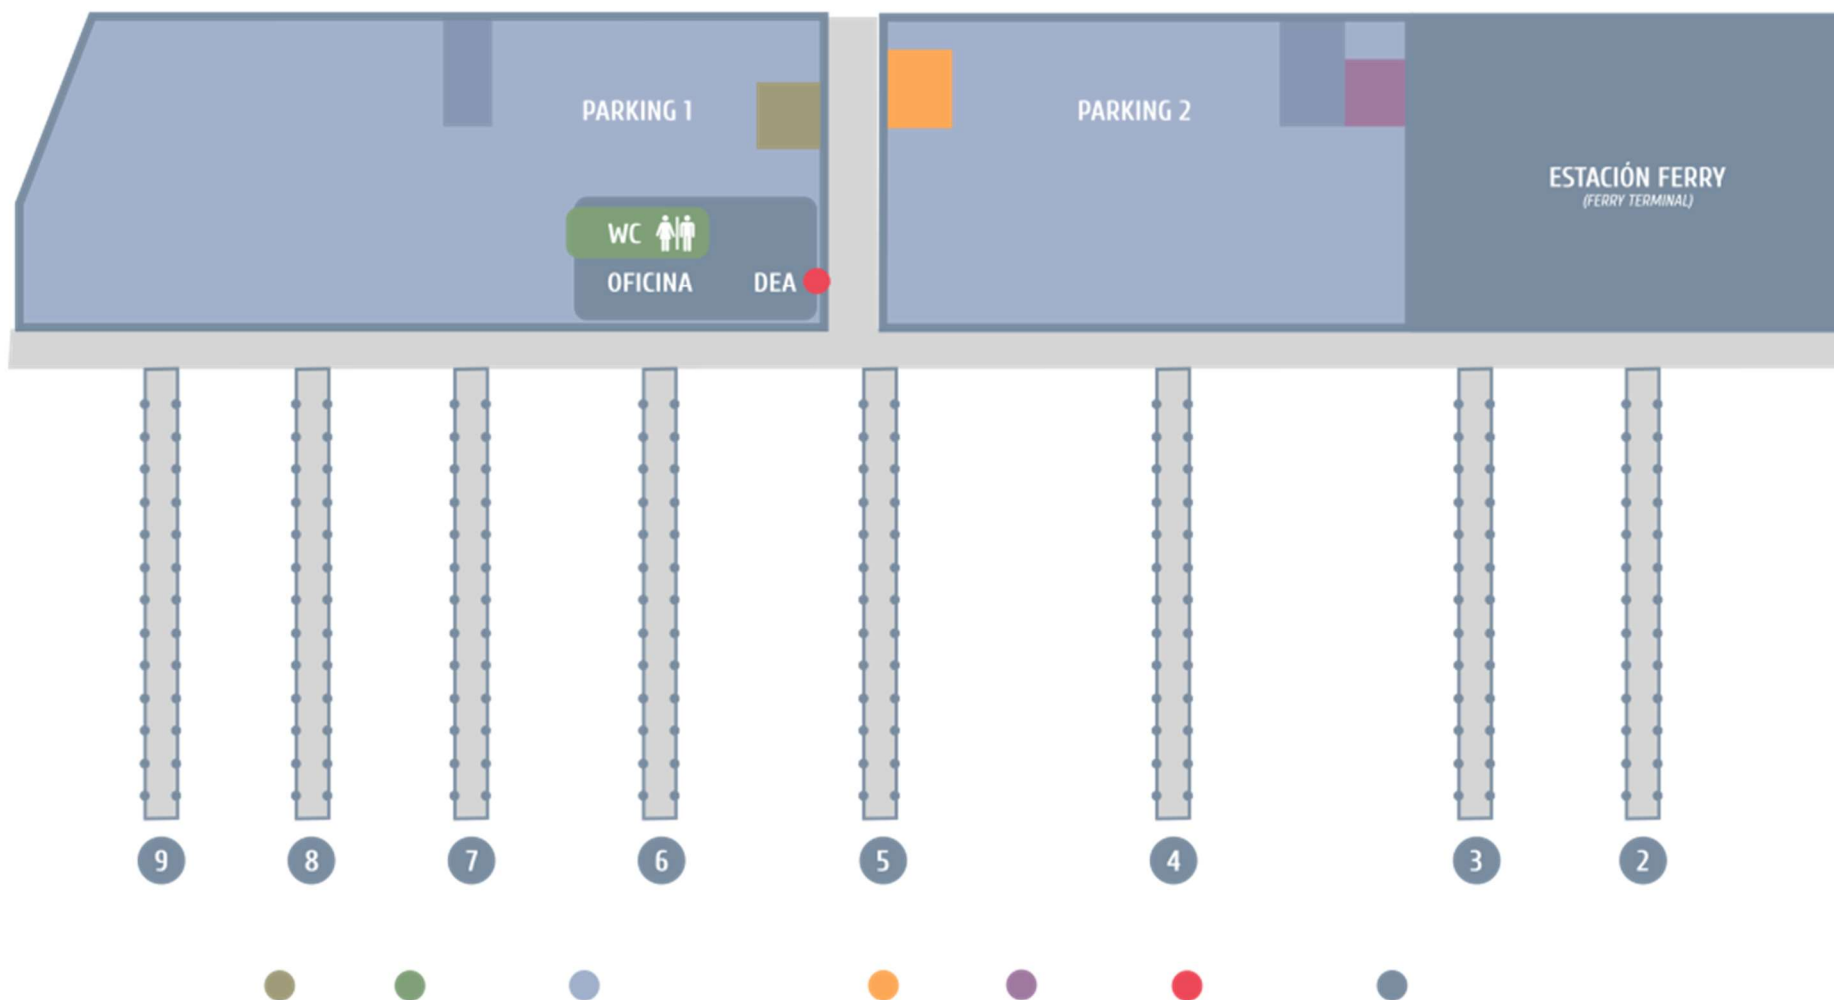 PARKING 1
PARKING 2
ESTACIÓN FERRY
(FERRY TERMINAL)
WC
OFICINA DEA
9 8 7 6 5 4 3 2